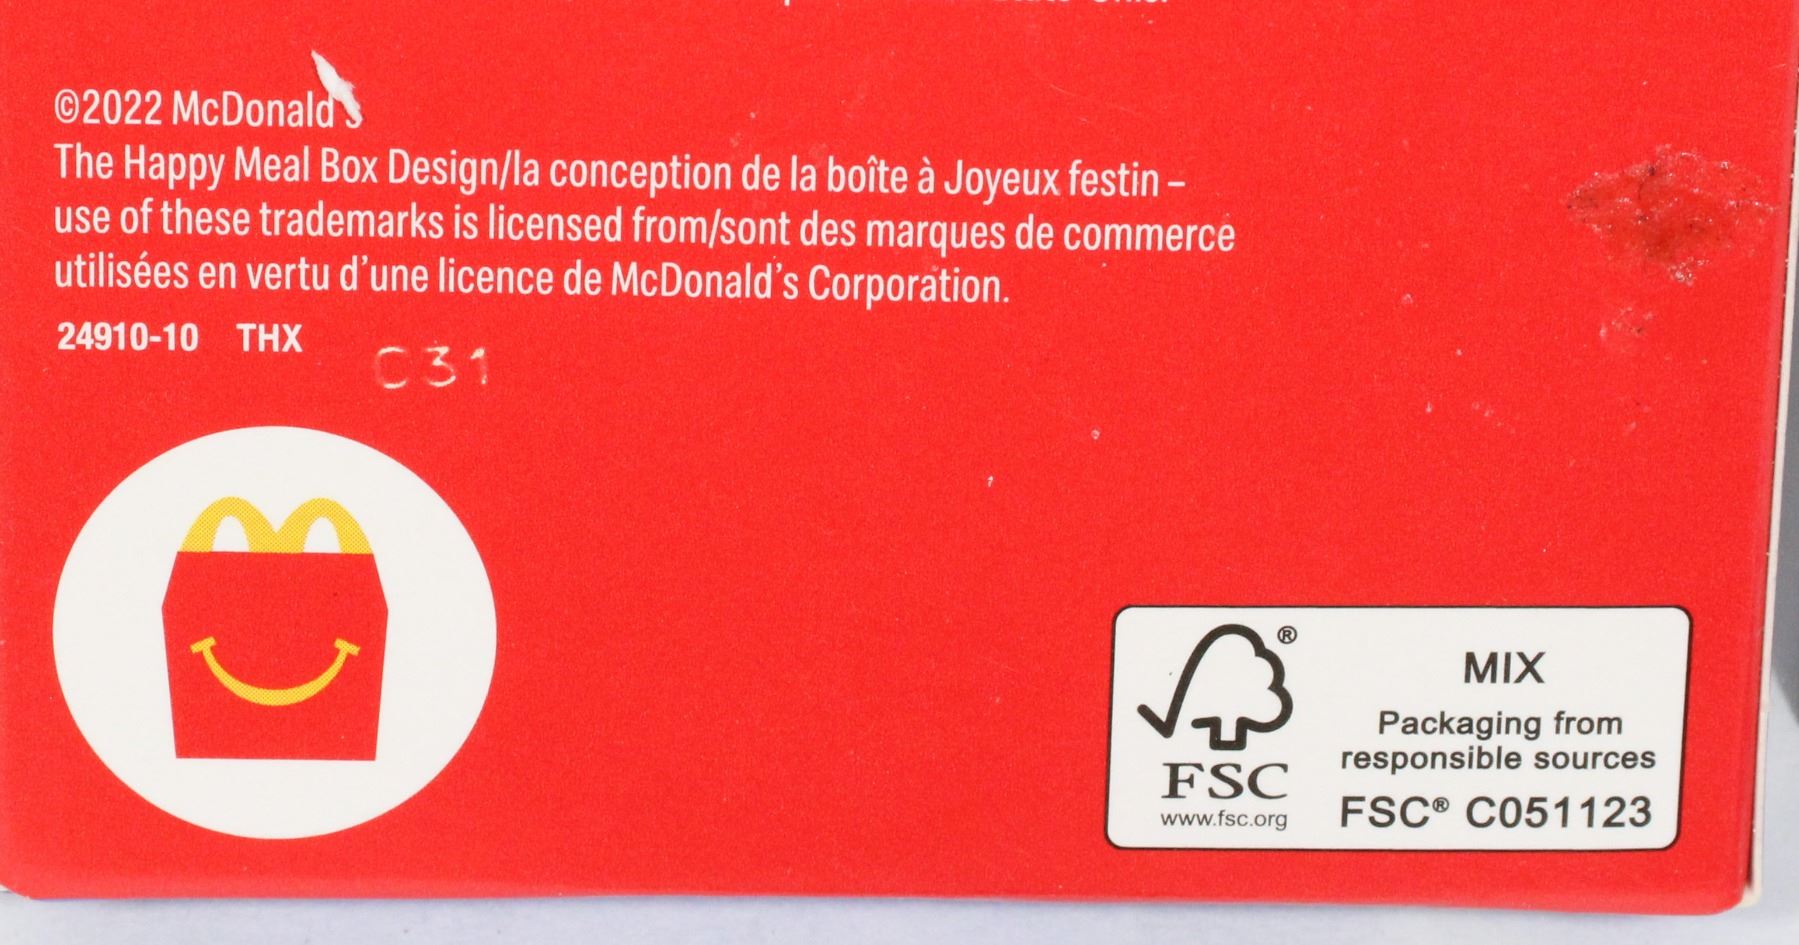 ©2022 McDonald's
The Happy Meal Box Design/la conception de la boîte à Joyeux festin –
use of these trademarks is licensed from/sont des marques de commerce
utilisées en vertu d'une licence de McDonald's Corporation.
24910-10 THX
C31
®
MIX
Packaging from
responsible sources
FSC
www.fsc.org
FSC® C051123